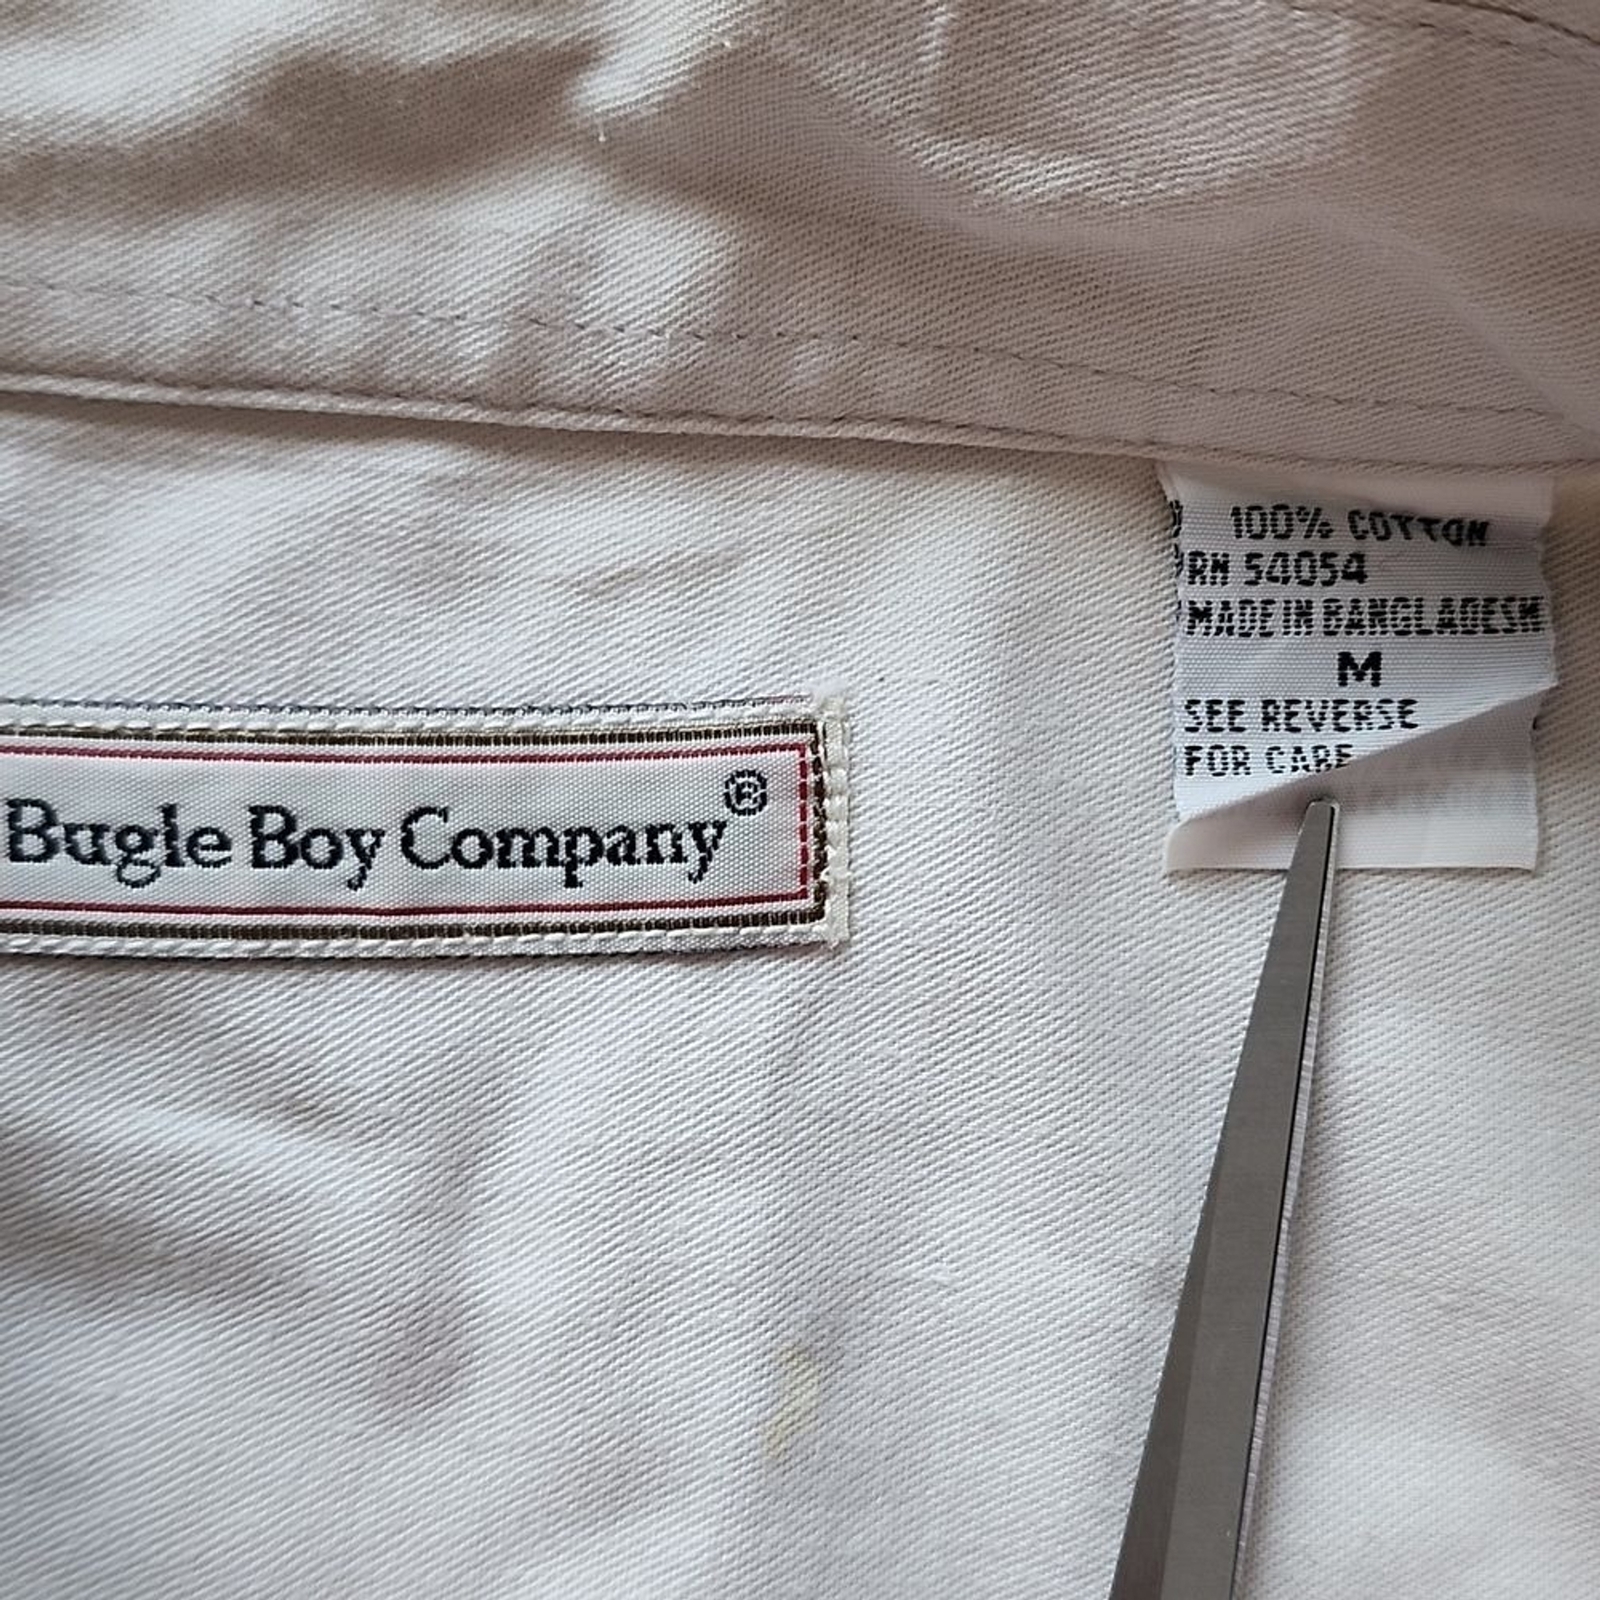 100% COTTON
RN 54054
MADE IN BANGLADESH
M
SEE REVERSE
FOR CARE
Bugle Boy Company®